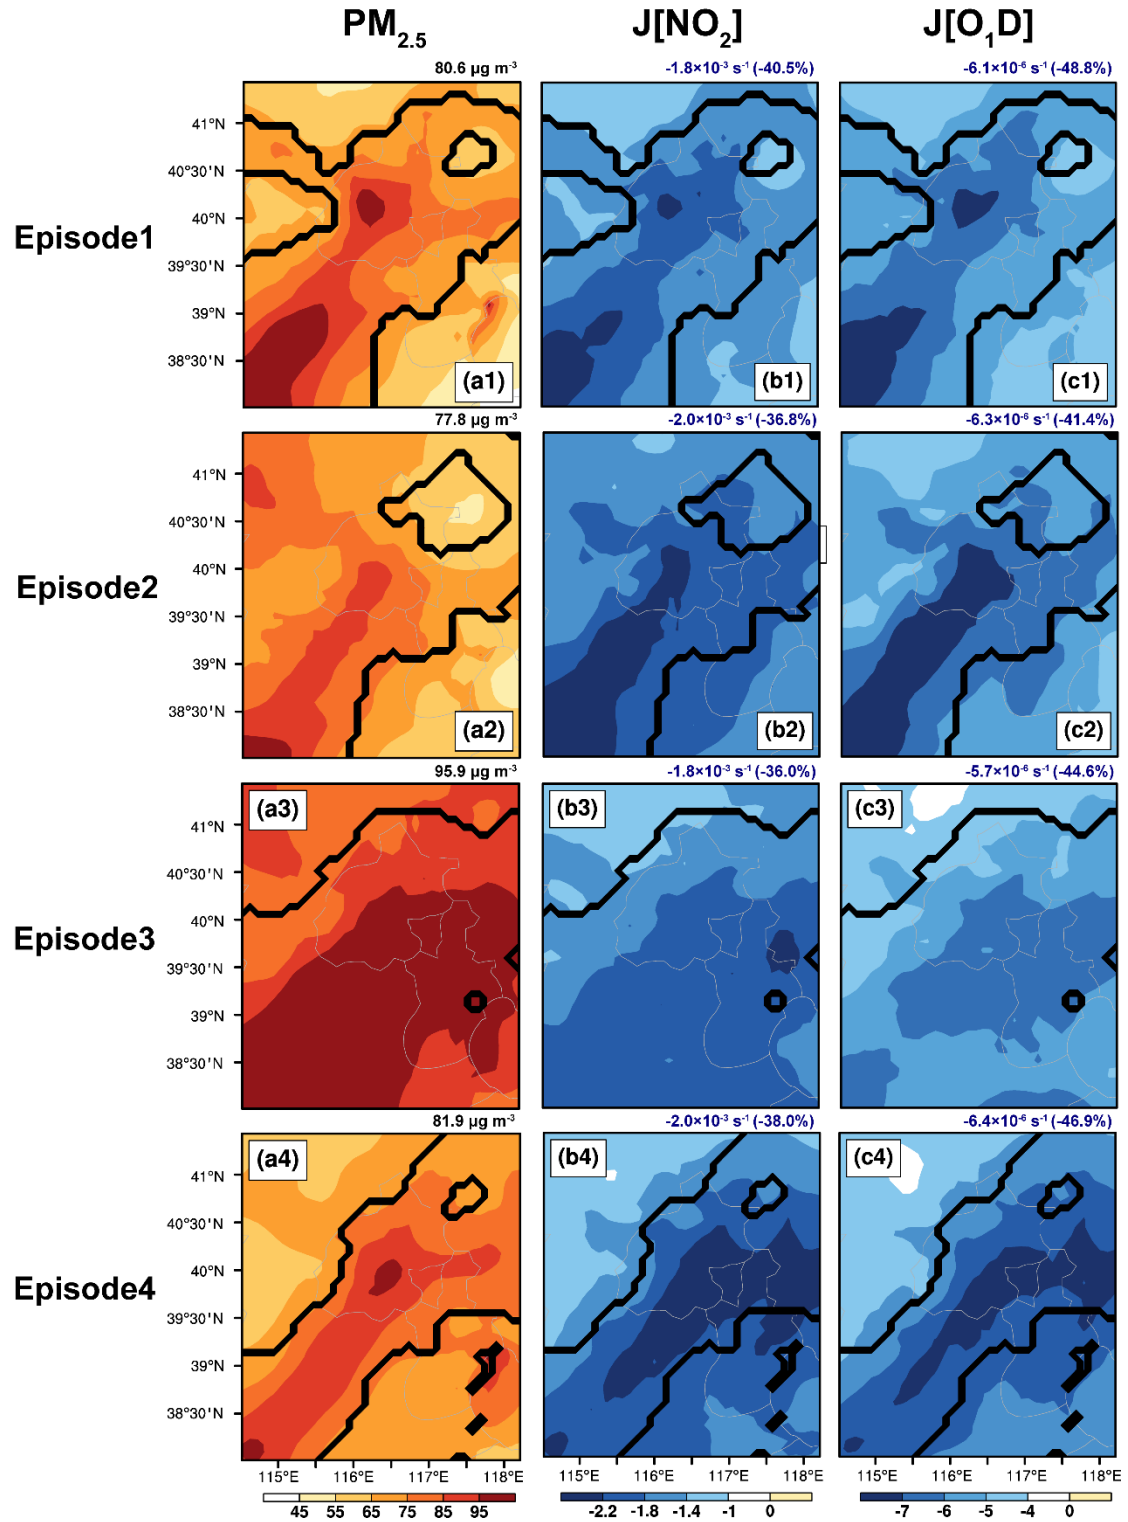 PM2.5 J[NO2] J[O1D]
80.6 µg m-3 -1.8×10-3 s-1 (-40.5%) -6.1×10-6 s-1 (-48.8%)
Episode1
41°N
40°30'N
40°N
39°30'N
39°N
38°30'N
(a1) (b1) (c1)
77.8 µg m-3 -2.0×10-3 s-1 (-36.8%) -6.3×10-6 s-1 (-41.4%)
Episode2
41°N
40°30'N
40°N
39°30'N
39°N
38°30'N
(a2) (b2) (c2)
95.9 µg m-3 -1.8×10-3 s-1 (-36.0%) -5.7×10-6 s-1 (-44.6%)
(a3) (b3) (c3)
Episode3
41°N
40°30'N
40°N
39°30'N
39°N
38°30'N
81.9 µg m-3 -2.0×10-3 s-1 (-38.0%) -6.4×10-6 s-1 (-46.9%)
(a4) (b4) (c4)
Episode4
41°N
40°30'N
40°N
39°30'N
39°N
38°30'N
115°E 116°E 117°E 118°E 115°E 116°E 117°E 118°E 115°E 116°E 117°E 118°E
45 55 65 75 85 95 -2.2 -1.8 -1.4 -1 0 -7 -6 -5 -4 0